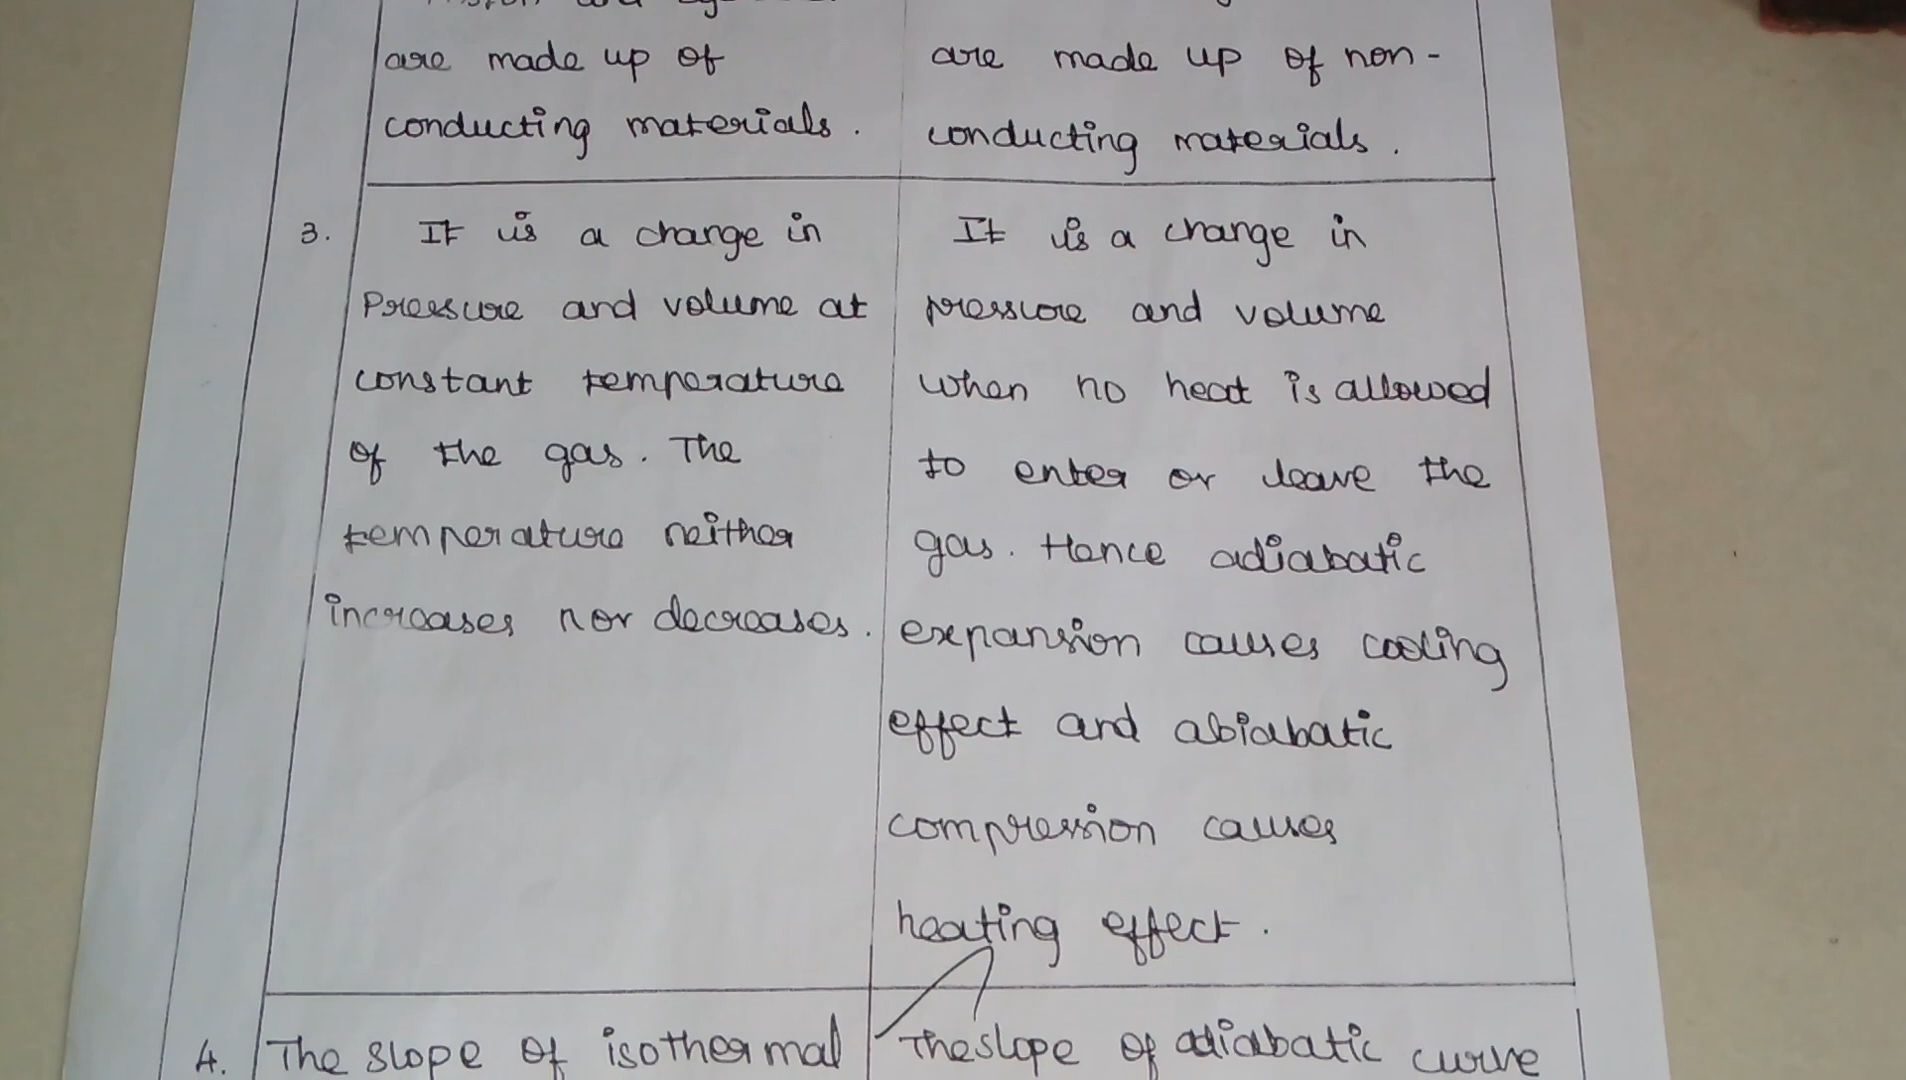 are made up of
conducting materials.
are made up of non-
conducting materials.
3.
It is a change in
Pressure and volume at
constant temperature
of the gas. The
temperature neither
increases nor decreases.
It is a change in
pressure and volume
when no heat is allowed
to enter or leave the
gas. Hence adiabatic
expansion causes cooling
effect and abiabatic
compression causes
heating effect.
4.
The slope of isothermal
The slope of adiabatic curve